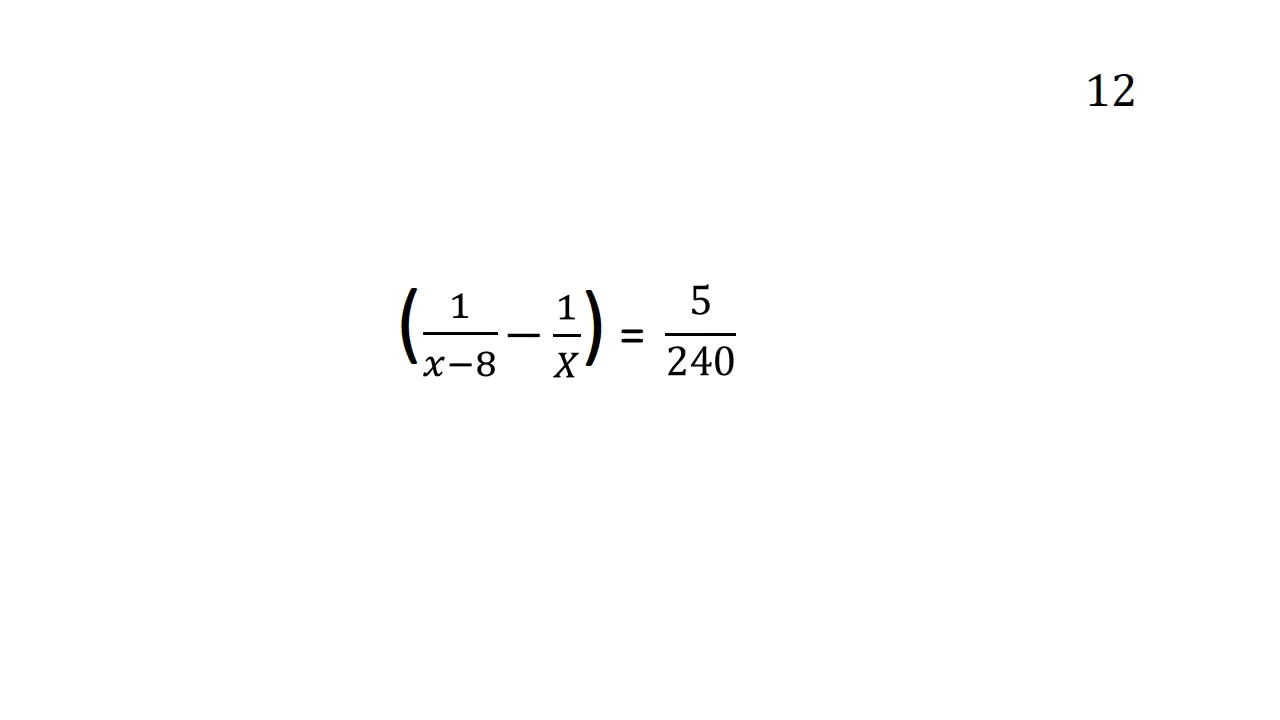 12
(1/(x−8) − 1/X) = 5/240